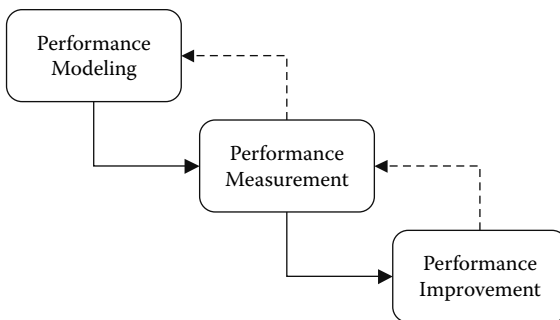 Performance
Modeling
Performance
Measurement
Performance
Improvement